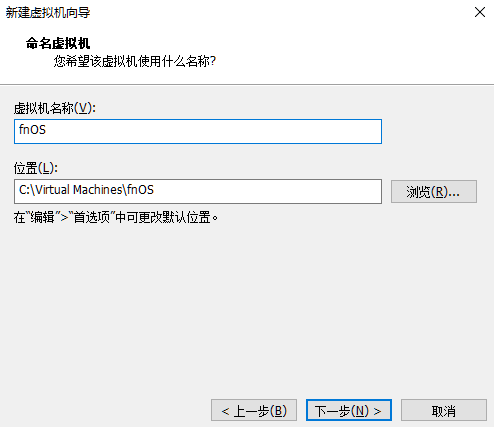 新建虚拟机向导
命名虚拟机
您希望该虚拟机使用什么名称?
虚拟机名称(V):
fnOS
位置(L):
C:\Virtual Machines\fnOS
浏览(R)...
在“编辑”>“首选项”中可更改默认位置。
< 上一步(B)
下一步(N) >
取消